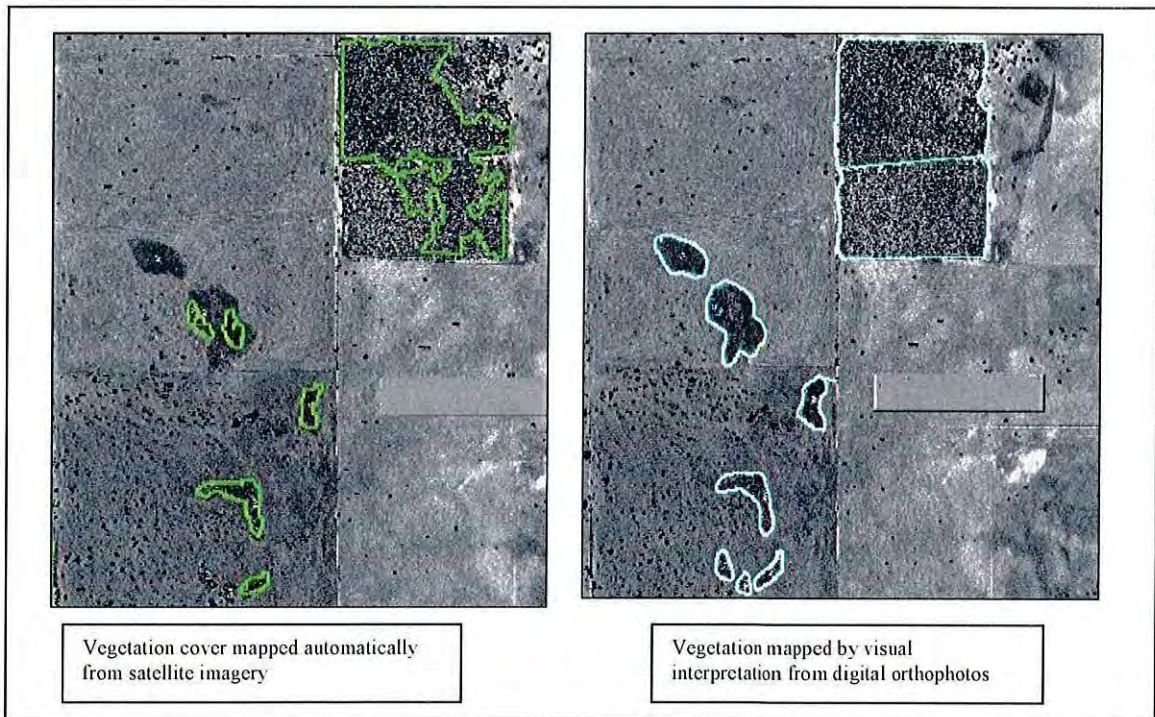 Vegetation cover mapped automatically
from satellite imagery
Vegetation mapped by visual
interpretation from digital orthophotos